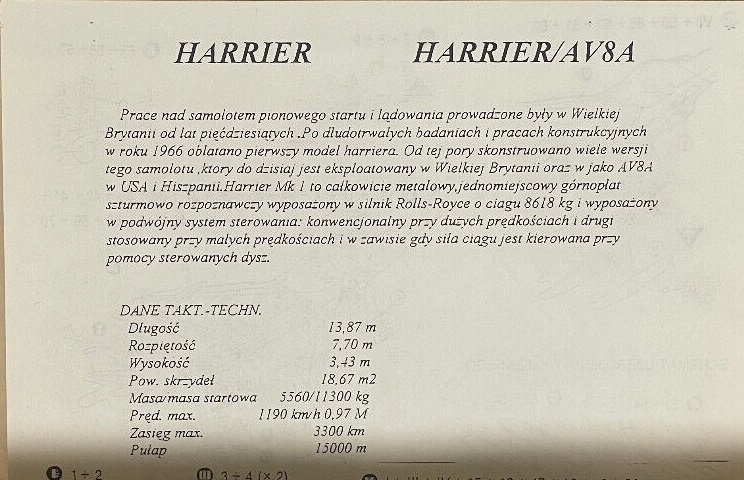 HARRIER HARRIER/AV8A
Prace nad samolotem pionowego startu i lądowania prowadzone były w Wielkiej
Brytanii od lat pięćdziesiątych .Po dłudotrwałych badaniach i pracach konstrukcyjnych
w roku 1966 oblatano pierwszy model harriera. Od tej pory skonstruowano wiele wersji
tego samolotu ,ktory do dzisiaj jest eksploatowany w Wielkiej Brytanii oraz w jako AV8A
w USA i Hiszpanii.Harrier Mk 1 to całkowicie metalowy,jednomiejscowy górnopłat
szturmowo rozpoznawczy wyposażony w silnik Rolls-Royce o ciągu 8618 kg i wyposażony
w podwójny system sterowania: konwencjonalny przy dużych prędkościach i drugi
stosowany przy małych prędkościach i w zawisie gdy siła ciągu jest kierowana przy
pomocy sterowanych dysz.
DANE TAKT.-TECHN.
Długość 13,87 m
Rozpiętość 7,70 m
Wysokość 3,43 m
Pow. skrzydeł 18,67 m2
Masa/masa startowa 5560/11300 kg
Pręd. max. 1190 km/h 0,97 M
Zasięg max. 3300 km
Pułap 15000 m
1 ÷ 2 3 ÷ 4 (x 2)